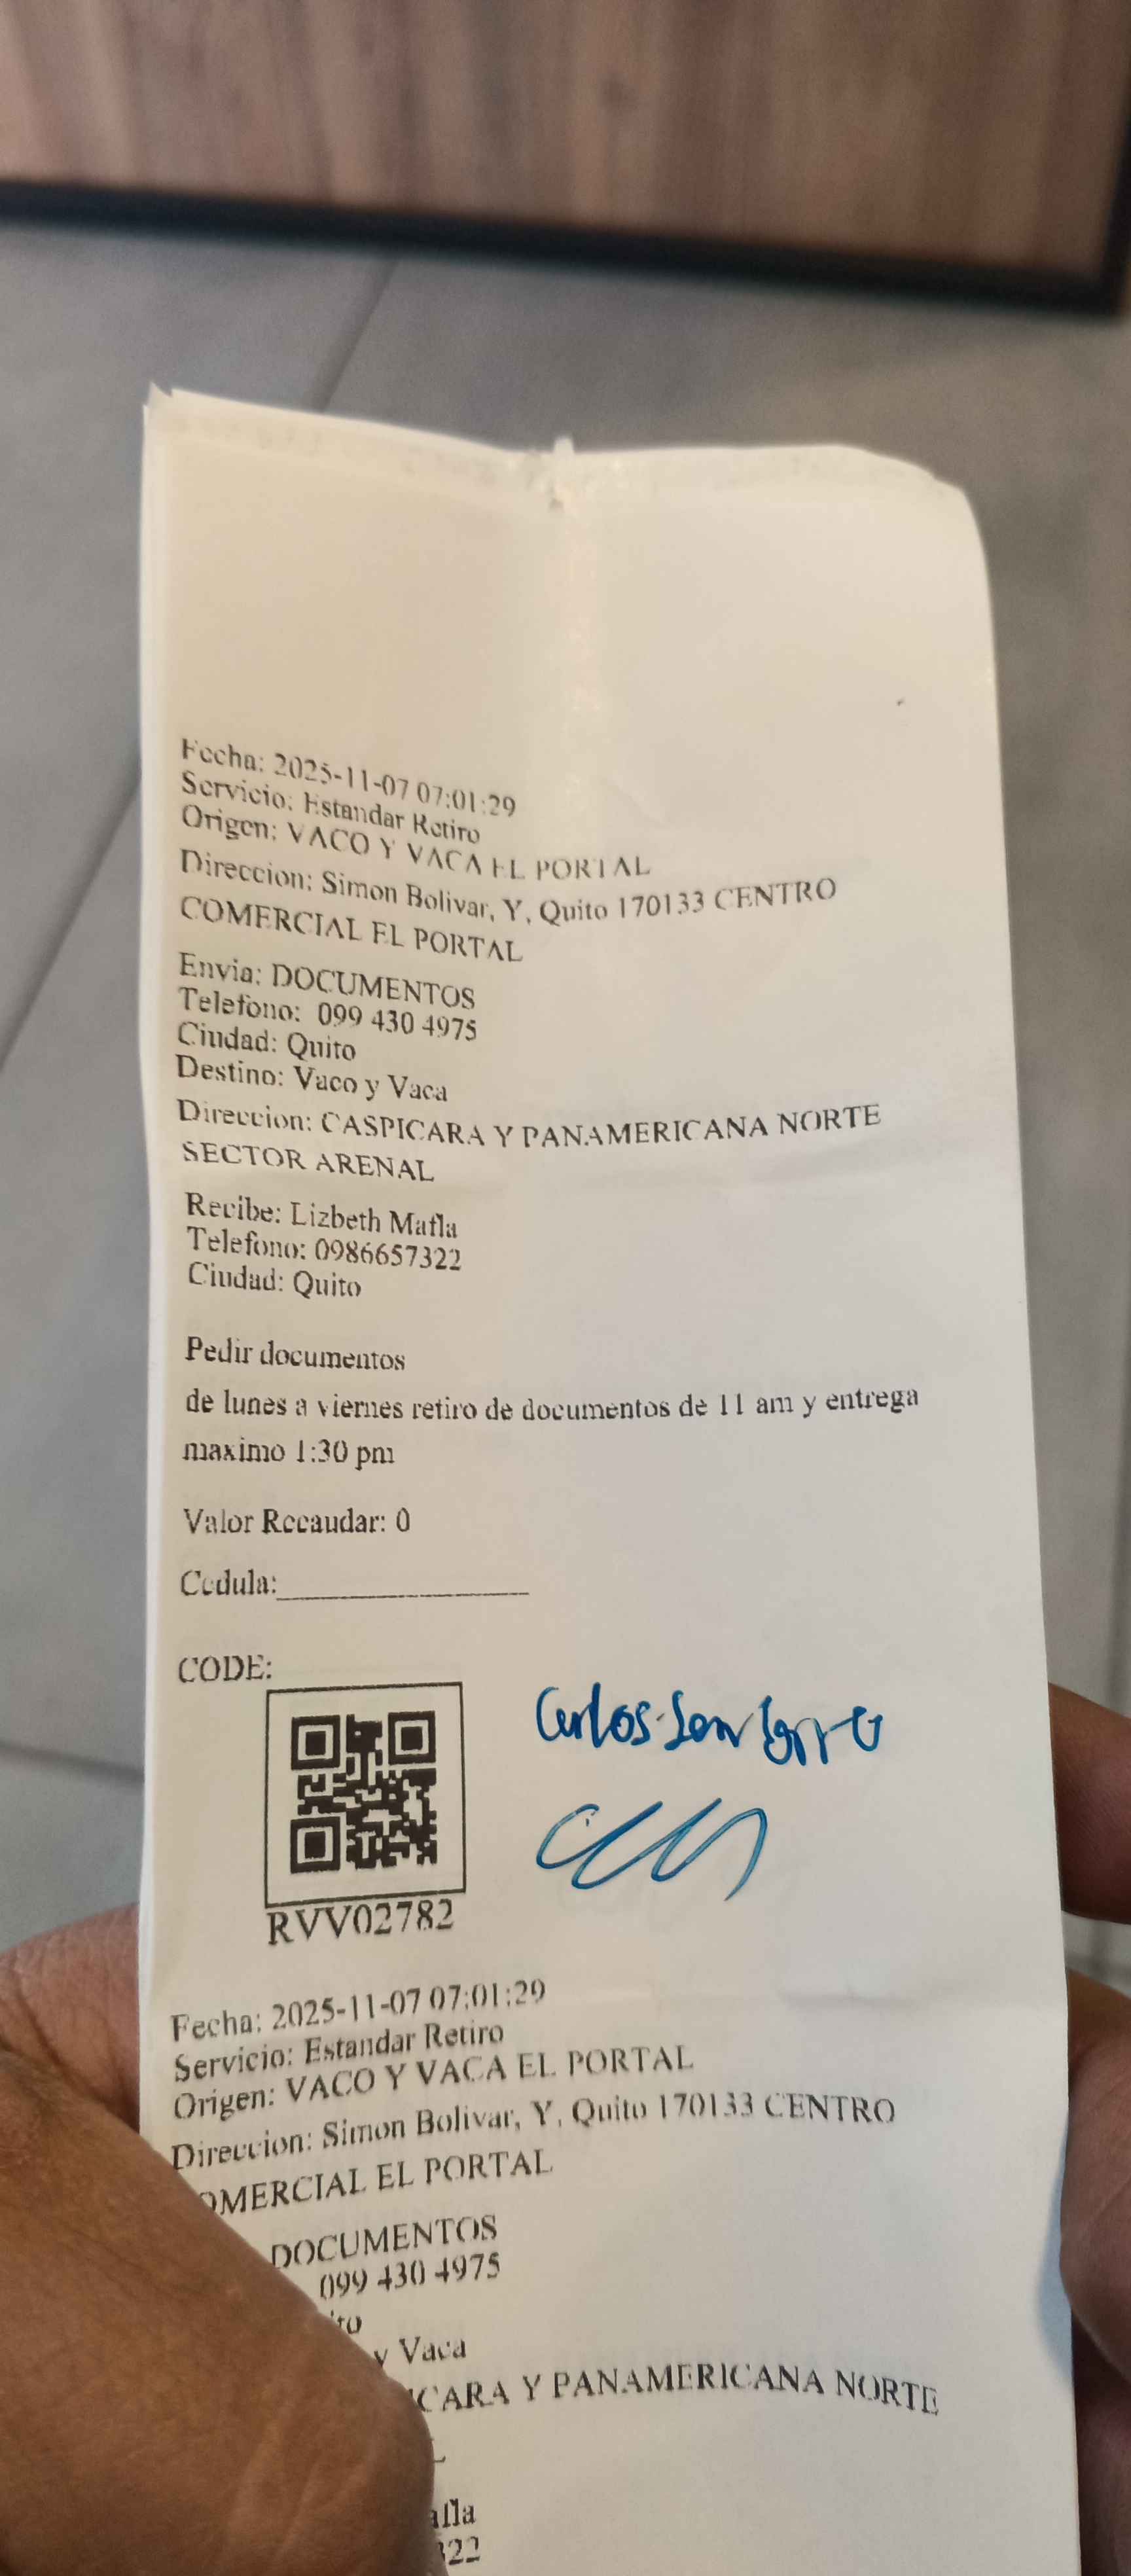 Fecha: 2025-11-07 07:01:29
Servicio: Estandar Retiro
Origen: VACO Y VACA EL PORTAL
Direccion: Simon Bolivar, Y, Quito 170133 CENTRO
COMERCIAL EL PORTAL
Envia: DOCUMENTOS
Telefono: 099 430 4975
Ciudad: Quito
Destino: Vaco y Vaca
Direccion: CASPICARA Y PANAMERICANA NORTE
SECTOR ARENAL
Recibe: Lizbeth Mafla
Telefono: 0986657322
Ciudad: Quito
Pedir documentos
de lunes a viernes retiro de documentos de 11 am y entrega
maximo 1:30 pm
Valor Recaudar: 0
Cedula:
CODE:
Carlos
RVV02782
Fecha: 2025-11-07 07:01:29
Servicio: Estandar Retiro
Origen: VACO Y VACA EL PORTAL
Direccion: Simon Bolivar, Y, Quito 170133 CENTRO
OMERCIAL EL PORTAL
DOCUMENTOS
099 430 4975
ito
y Vaca
ICARA Y PANAMERICANA NORTE
L
afla
322